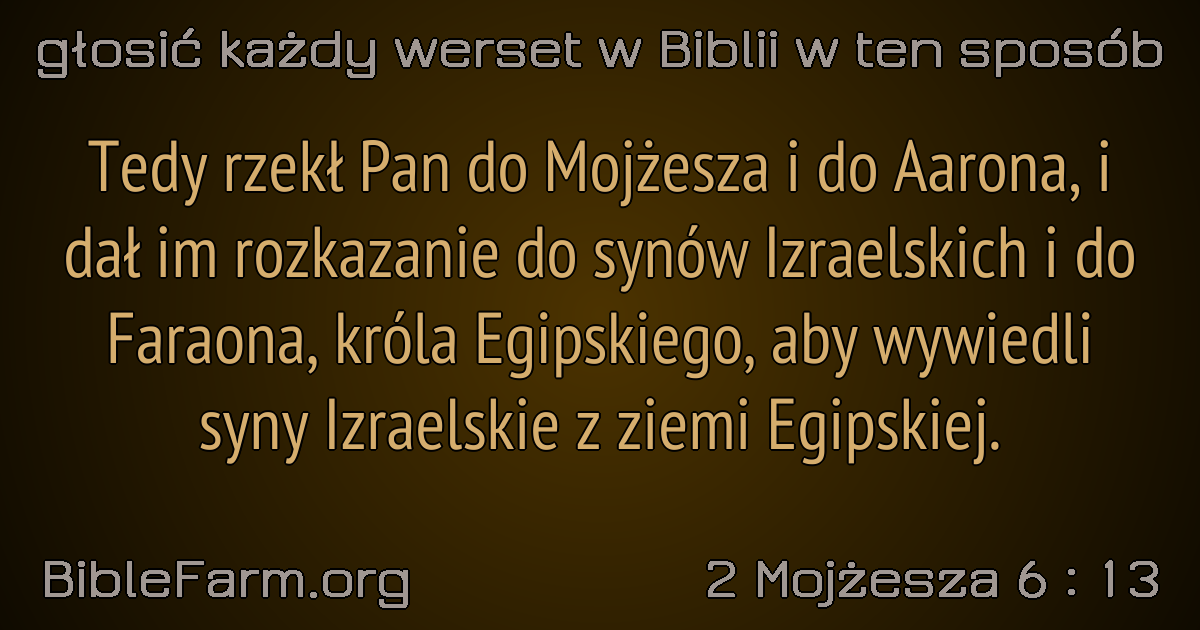 głosić każdy werset w Biblii w ten sposób
Tedy rzekł Pan do Mojżesza i do Aarona, i
dał im rozkazanie do synów Izraelskich i do
Faraona, króla Egipskiego, aby wywiedli
syny Izraelskie z ziemi Egipskiej.
BibleFarm.org
2 Mojżesza 6 : 13